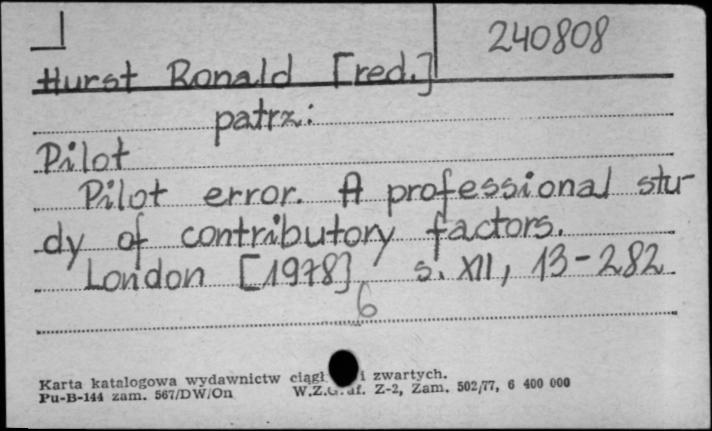 240808
Hurst Ronald [red.]
patrz:
Pilot
Pilot error. A professional stu-
dy of contributory factors.
London [1978] s. XII, 13-282
6
Karta katalogowa wydawnictw i zwartych.
Pu-B-144 zam. 567/DW/On W.Z. Z-2, Zam. 502/77, 6 400 000